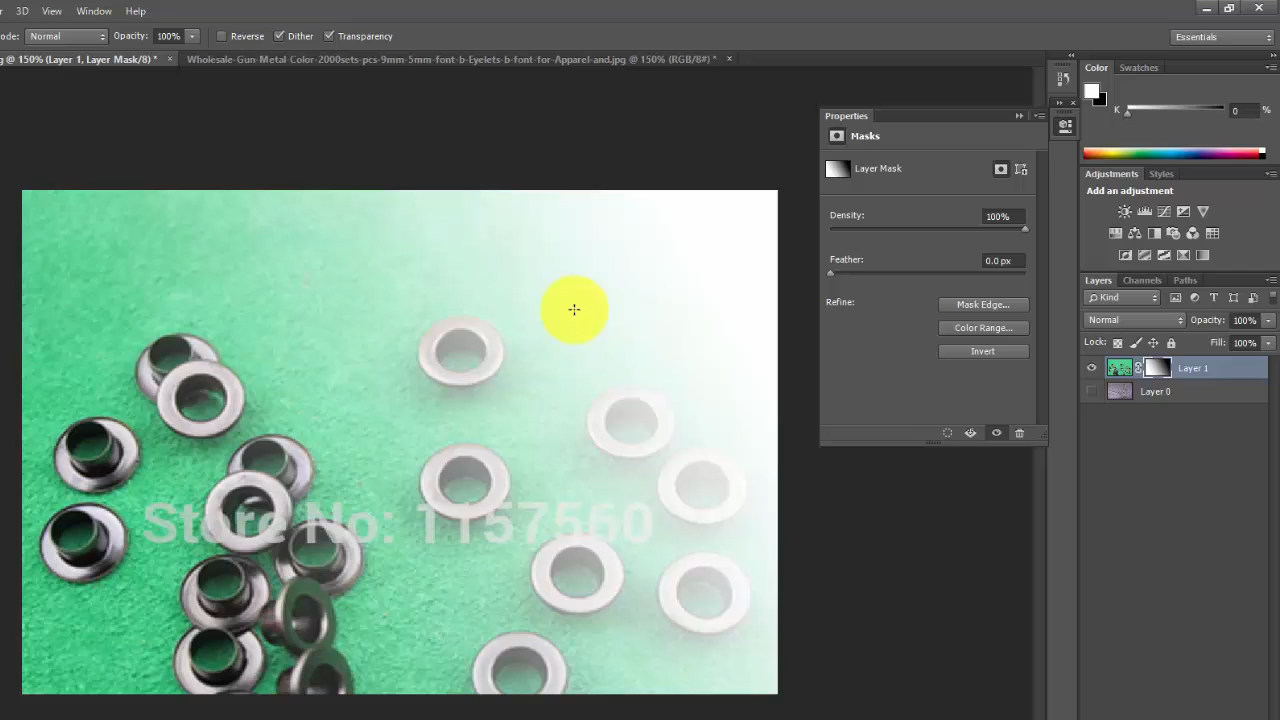 3D View Window Help
ode: Normal Opacity: 100% Reverse Dither Transparency Essentials
g @ 150% (Layer 1, Layer Mask/8) * × Wholesale-Gun-Metal-Color-2000sets-pcs-9mm-5mm-font-b-Eyelets-b-font-for-Apparel-and.jpg @ 150% (RGB/8#) * ×
Color Swatches
K 0 %
Properties
Masks
Layer Mask
Density: 100%
Feather: 0.0 px
Refine: Mask Edge...
Color Range...
Invert
Adjustments Styles
Add an adjustment
Layers Channels Paths
Kind
Normal Opacity: 100%
Lock: Fill: 100%
Layer 1
Layer 0
Store No: 1157560